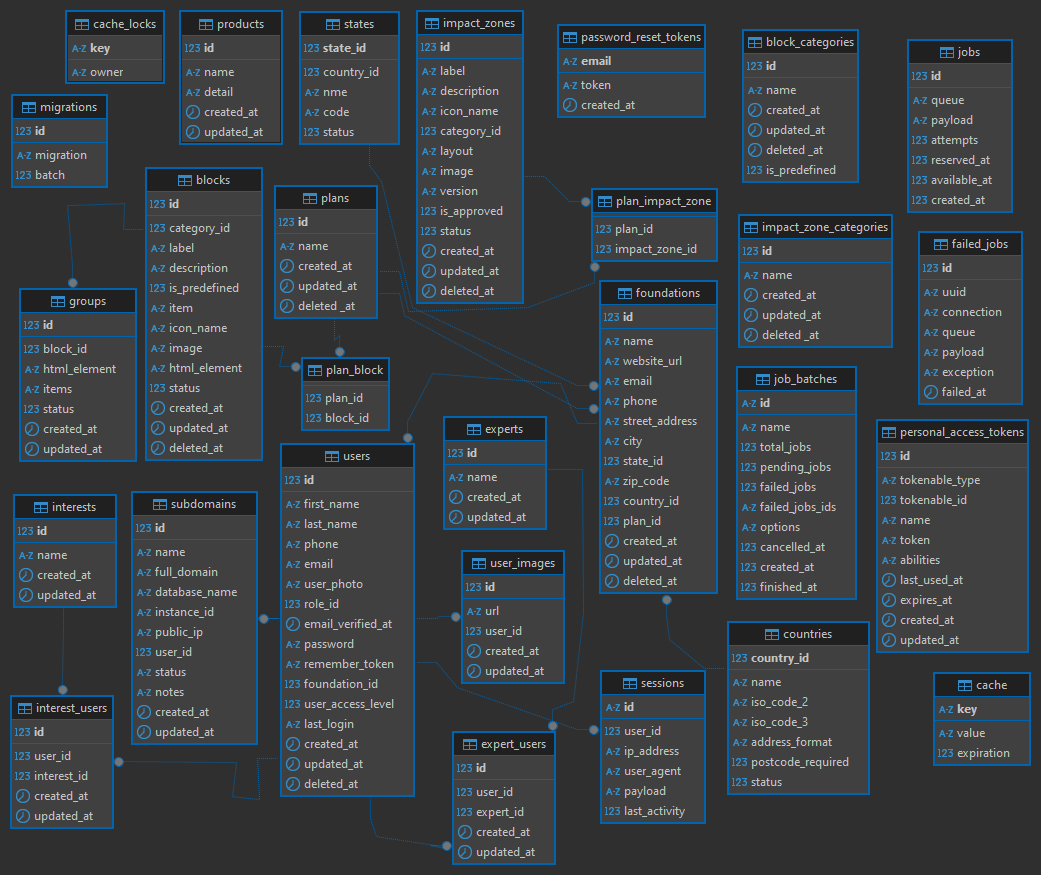 cache_locks
A-Z key
A-Z owner
products
123 id
A-Z name
A-Z detail
created_at
updated_at
states
123 state_id
123 country_id
A-Z nme
A-Z code
123 status
impact_zones
123 id
A-Z label
A-Z description
A-Z icon_name
123 category_id
A-Z layout
A-Z image
A-Z version
123 is_approved
123 status
created_at
updated_at
deleted_at
password_reset_tokens
A-Z email
A-Z token
created_at
block_categories
123 id
A-Z name
created_at
updated_at
deleted _at
123 is_predefined
jobs
123 id
A-Z queue
A-Z payload
123 attempts
123 reserved_at
123 available_at
123 created_at
migrations
123 id
A-Z migration
123 batch
blocks
123 id
123 category_id
A-Z label
A-Z description
123 is_predefined
A-Z item
A-Z icon_name
A-Z image
A-Z html_element
123 status
created_at
updated_at
deleted_at
plans
123 id
A-Z name
created_at
updated_at
deleted _at
plan_impact_zone
123 plan_id
123 impact_zone_id
impact_zone_categories
123 id
A-Z name
created_at
updated_at
deleted_at
failed_jobs
123 id
A-Z uuid
A-Z connection
A-Z queue
A-Z payload
A-Z exception
failed_at
groups
123 id
123 block_id
A-Z html_element
A-Z items
123 status
created_at
updated_at
plan_block
123 plan_id
123 block_id
foundations
123 id
A-Z name
A-Z website_url
A-Z email
A-Z phone
A-Z street_address
A-Z city
123 state_id
A-Z zip_code
123 country_id
123 plan_id
created_at
updated_at
deleted_at
job_batches
A-Z id
A-Z name
123 total_jobs
123 pending_jobs
123 failed_jobs
A-Z failed_jobs_ids
A-Z options
123 cancelled_at
123 created_at
123 finished_at
personal_access_tokens
123 id
A-Z tokenable_type
123 tokenable_id
A-Z name
A-Z token
A-Z abilities
last_used_at
expires_at
created_at
updated_at
experts
123 id
A-Z name
created_at
updated_at
users
123 id
A-Z first_name
A-Z last_name
A-Z phone
A-Z email
A-Z user_photo
123 role_id
email_verified_at
A-Z password
A-Z remember_token
123 foundation_id
123 user_access_level
A-Z last_login
created_at
updated_at
deleted_at
interests
123 id
A-Z name
created_at
updated_at
subdomains
123 id
A-Z name
A-Z full_domain
A-Z database_name
A-Z instance_id
A-Z public_ip
123 user_id
A-Z status
A-Z notes
created_at
updated_at
user_images
123 id
A-Z url
123 user_id
created_at
updated_at
countries
123 country_id
A-Z name
A-Z iso_code_2
A-Z iso_code_3
A-Z address_format
123 postcode_required
123 status
sessions
A-Z id
123 user_id
A-Z ip_address
A-Z user_agent
A-Z payload
123 last_activity
cache
A-Z key
A-Z value
123 expiration
interest_users
123 id
123 user_id
123 interest_id
created_at
updated_at
expert_users
123 id
123 user_id
123 expert_id
created_at
updated_at